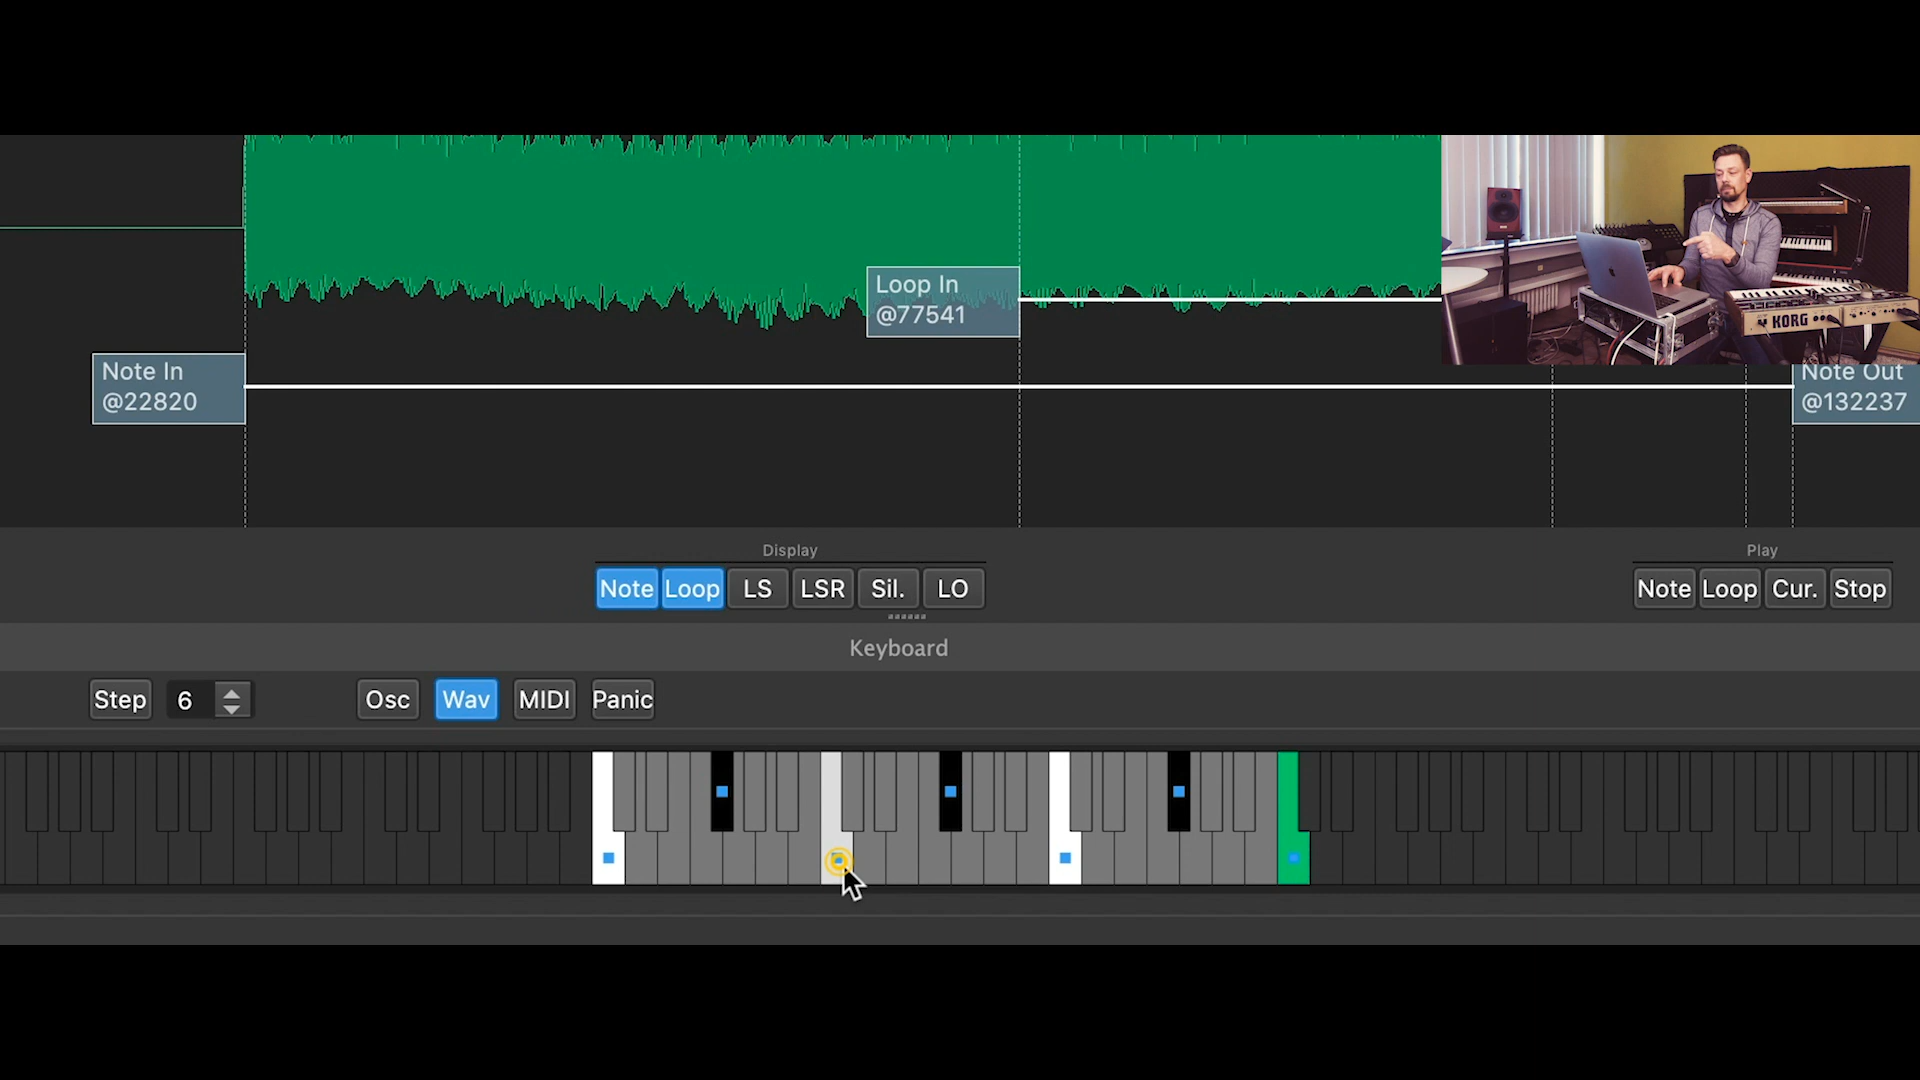 Loop In
@77541
KORG
Note In
@22820
Note Out
@132237
Display
Play
Note Loop LS LSR Sil. LO
Note Loop Cur. Stop
Keyboard
Step 6 Osc Wav MIDI Panic